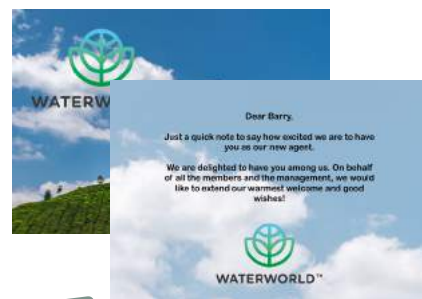 WATERW
Dear Barry,
Just a quick note to say how excited we are to have
you as our new agent.
We are delighted to have you among us. On behalf
of all the members and the management, we would
like to extend our warmest welcome and good
wishes!
WATERWORLD™